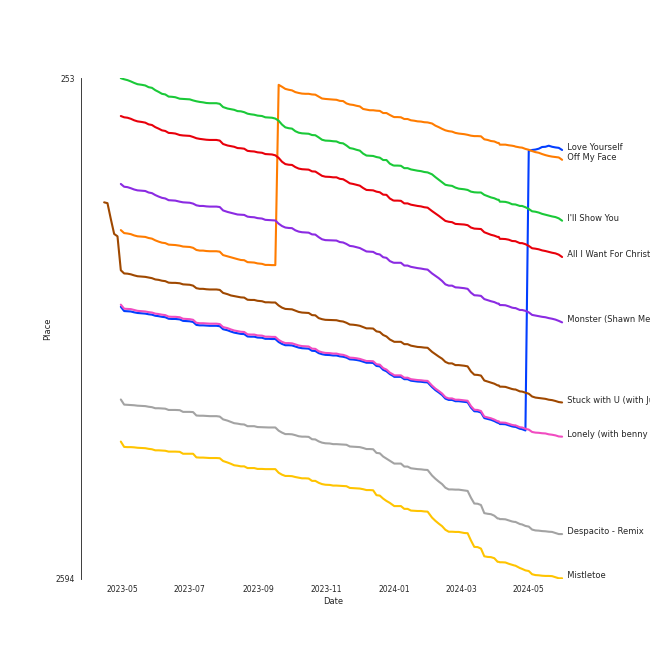 253
Love Yourself
Off My Face
I'll Show You
All I Want For Christ
Monster (Shawn Me
Place
Stuck with U (with Ju
Lonely (with benny
Despacito - Remix
Mistletoe
2594
2023-05 2023-07 2023-09 2023-11 2024-01 2024-03 2024-05
Date